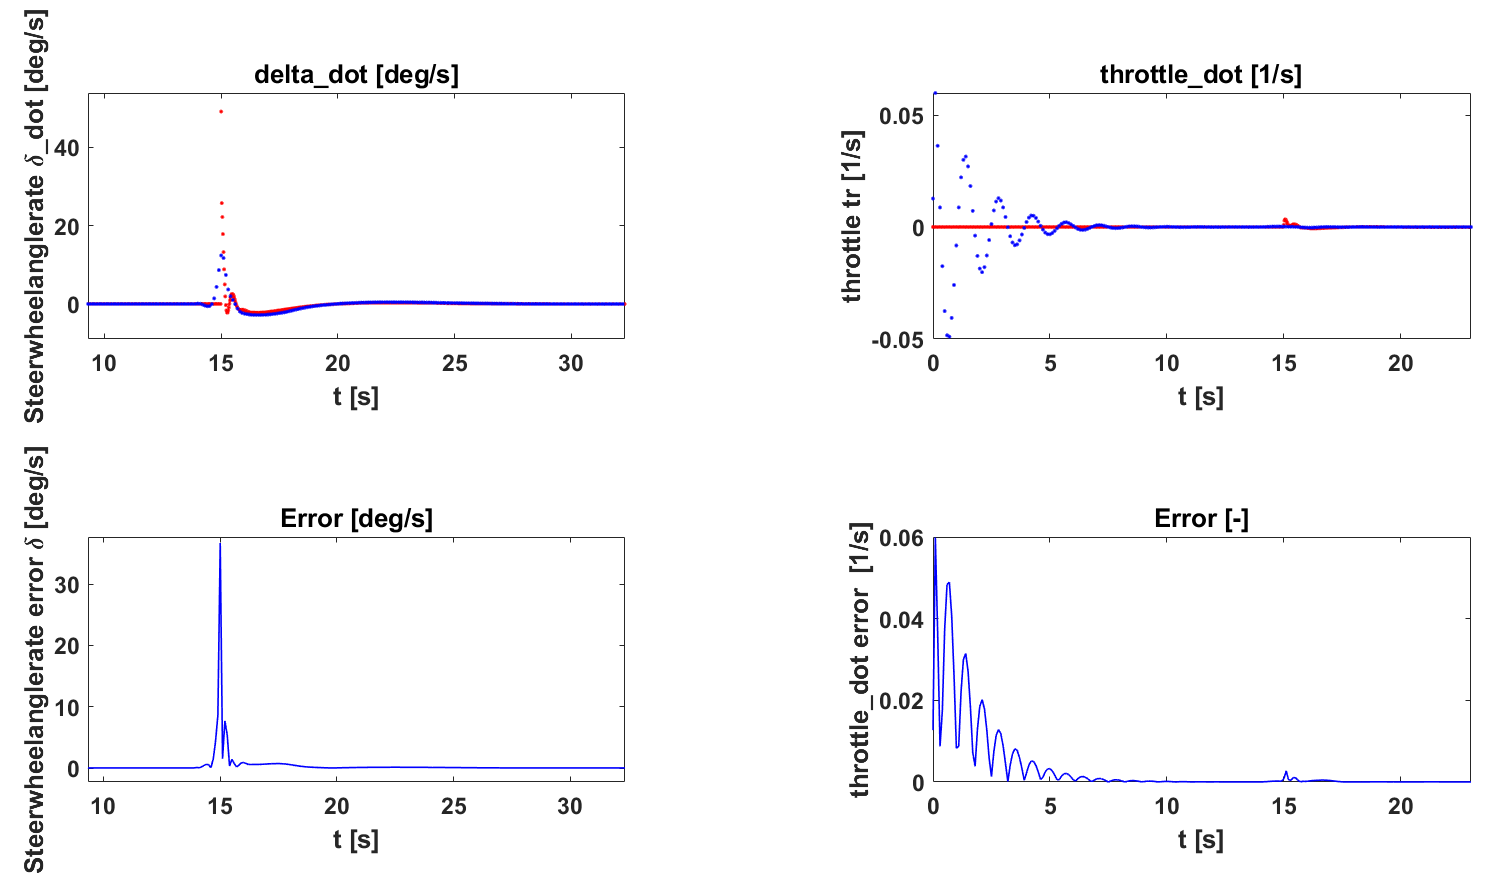 delta_dot [deg/s]
Steerwheelanglerate δ_dot [deg/s]
40
20
0
10
15
20
25
30
t [s]
throttle_dot [1/s]
throttle tr [1/s]
0.05
0
-0.05
0
5
10
15
20
t [s]
Error [deg/s]
Steerwheelanglerate error δ [deg/s]
30
20
10
0
10
15
20
25
30
t [s]
Error [-]
throttle_dot error [1/s]
0.06
0.04
0.02
0
0
5
10
15
20
t [s]